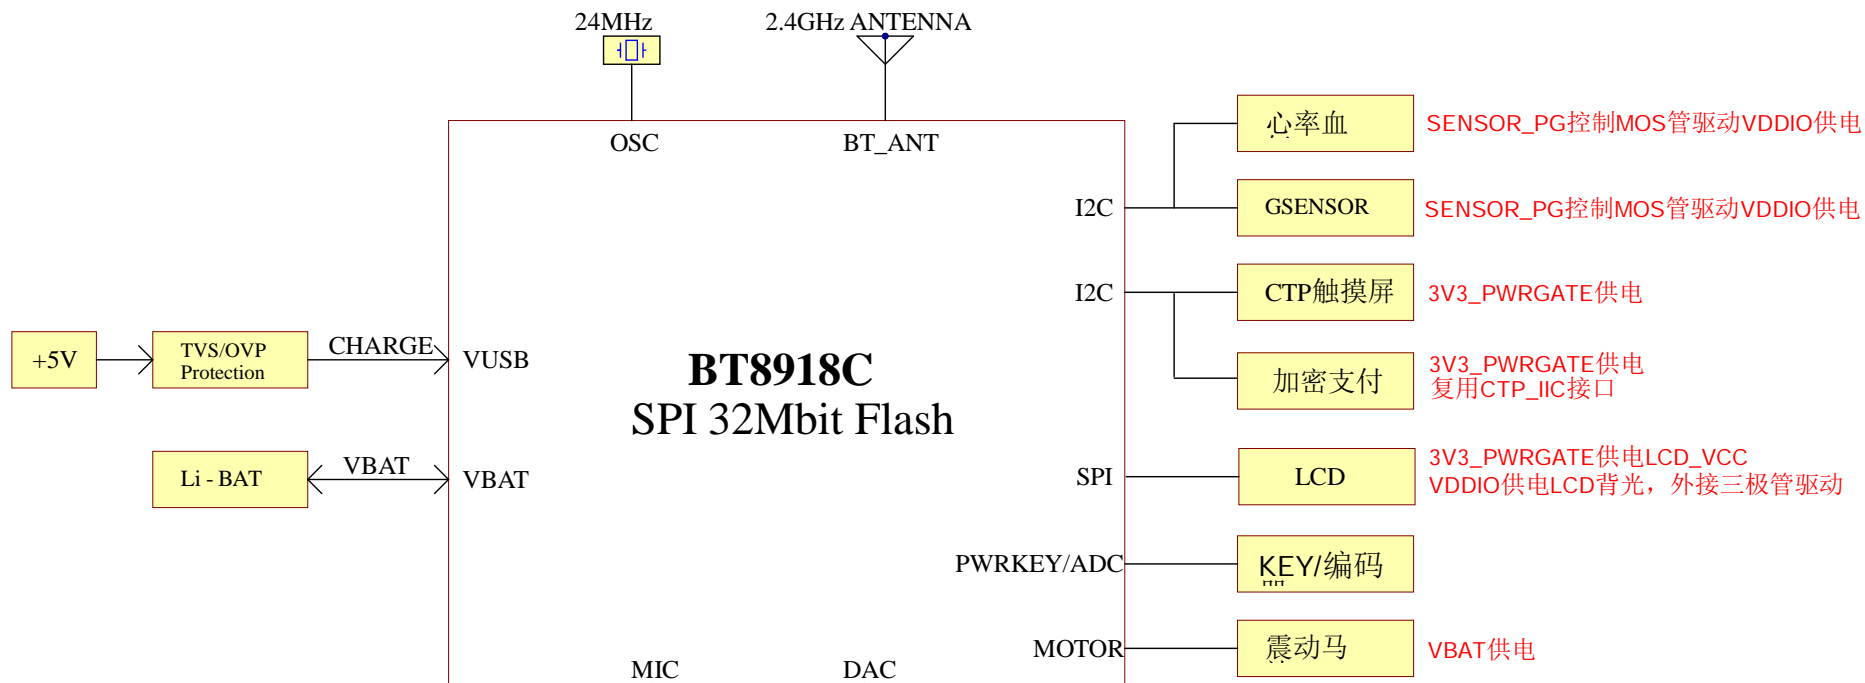 24MHz
2.4GHz ANTENNA
OSC
BT_ANT
心率血
SENSOR_PG控制MOS管驱动VDDIO供电
I2C
GSENSOR
SENSOR_PG控制MOS管驱动VDDIO供电
I2C
CTP触摸屏
3V3_PWRGATE供电
+5V
TVS/OVP
Protection
CHARGE
VUSB
BT8918C
SPI 32Mbit Flash
加密支付
3V3_PWRGATE供电
复用CTP_IIC接口
Li - BAT
VBAT
VBAT
SPI
LCD
3V3_PWRGATE供电LCD_VCC
VDDIO供电LCD背光，外接三极管驱动
PWRKEY/ADC
KEY/编码
MOTOR
震动马
VBAT供电
MIC
DAC